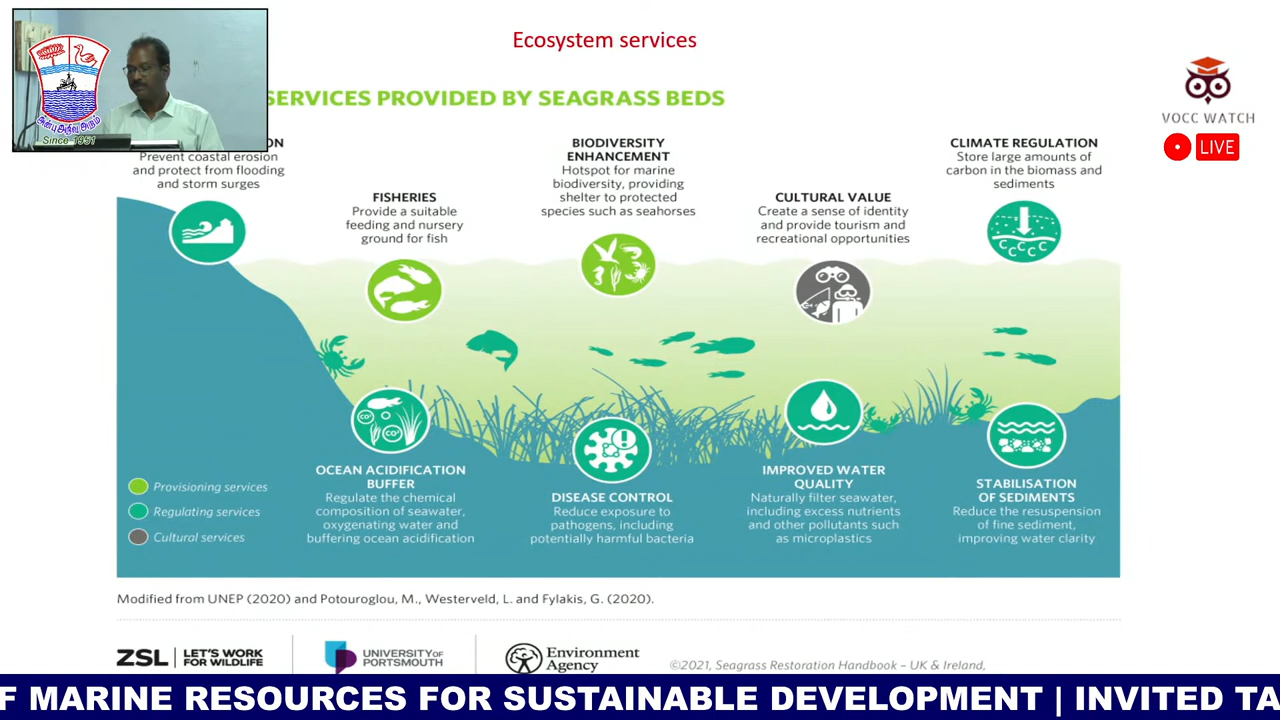 Ecosystem services
SERVICES PROVIDED BY SEAGRASS BEDS
அன்பு அறிவு அருள்
Since 1951
VOCC WATCH
LIVE
ON
Prevent coastal erosion
and protect from flooding
and storm surges
FISHERIES
Provide a suitable
feeding and nursery
ground for fish
BIODIVERSITY
ENHANCEMENT
Hotspot for marine
biodiversity, providing
shelter to protected
species such as seahorses
CULTURAL VALUE
Create a sense of identity
and provide tourism and
recreational opportunities
CLIMATE REGULATION
Store large amounts of
carbon in the biomass and
sediments
C C C C C
CO²
CO²
Provisioning services
Regulating services
Cultural services
OCEAN ACIDIFICATION
BUFFER
Regulate the chemical
composition of seawater,
oxygenating water and
buffering ocean acidification
DISEASE CONTROL
Reduce exposure to
pathogens, including
potentially harmful bacteria
IMPROVED WATER
QUALITY
Naturally filter seawater,
including excess nutrients
and other pollutants such
as microplastics
STABILISATION
OF SEDIMENTS
Reduce the resuspension
of fine sediment,
improving water clarity
Modified from UNEP (2020) and Potouroglou, M., Westerveld, L. and Fylakis, G. (2020).
ZSL
LET'S WORK
FOR WILDLIFE
UNIVERSITY OF
PORTSMOUTH
Environment
Agency
©2021, Seagrass Restoration Handbook – UK & Ireland,
F MARINE RESOURCES FOR SUSTAINABLE DEVELOPMENT | INVITED TA